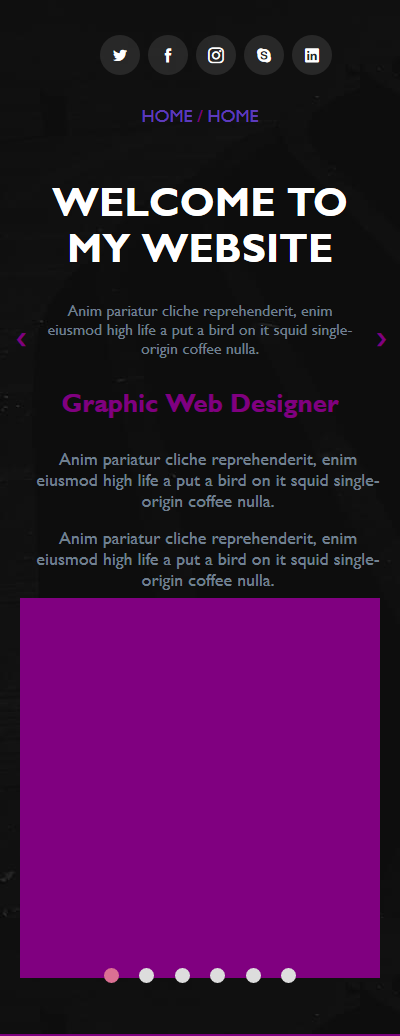 HOME / HOME
WELCOME TO
MY WEBSITE
Anim pariatur cliche reprehenderit, enim
eiusmod high life a put a bird on it squid single-
origin coffee nulla.
Graphic Web Designer
Anim pariatur cliche reprehenderit, enim
eiusmod high life a put a bird on it squid single-
origin coffee nulla.
Anim pariatur cliche reprehenderit, enim
eiusmod high life a put a bird on it squid single-
origin coffee nulla.